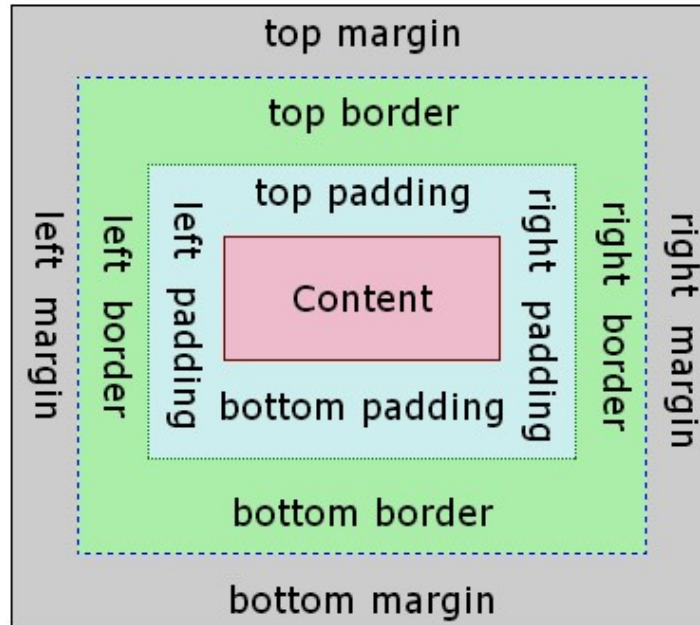 top margin
top border
top padding
left margin
left border
left padding
Content
right padding
right border
right margin
bottom padding
bottom border
bottom margin